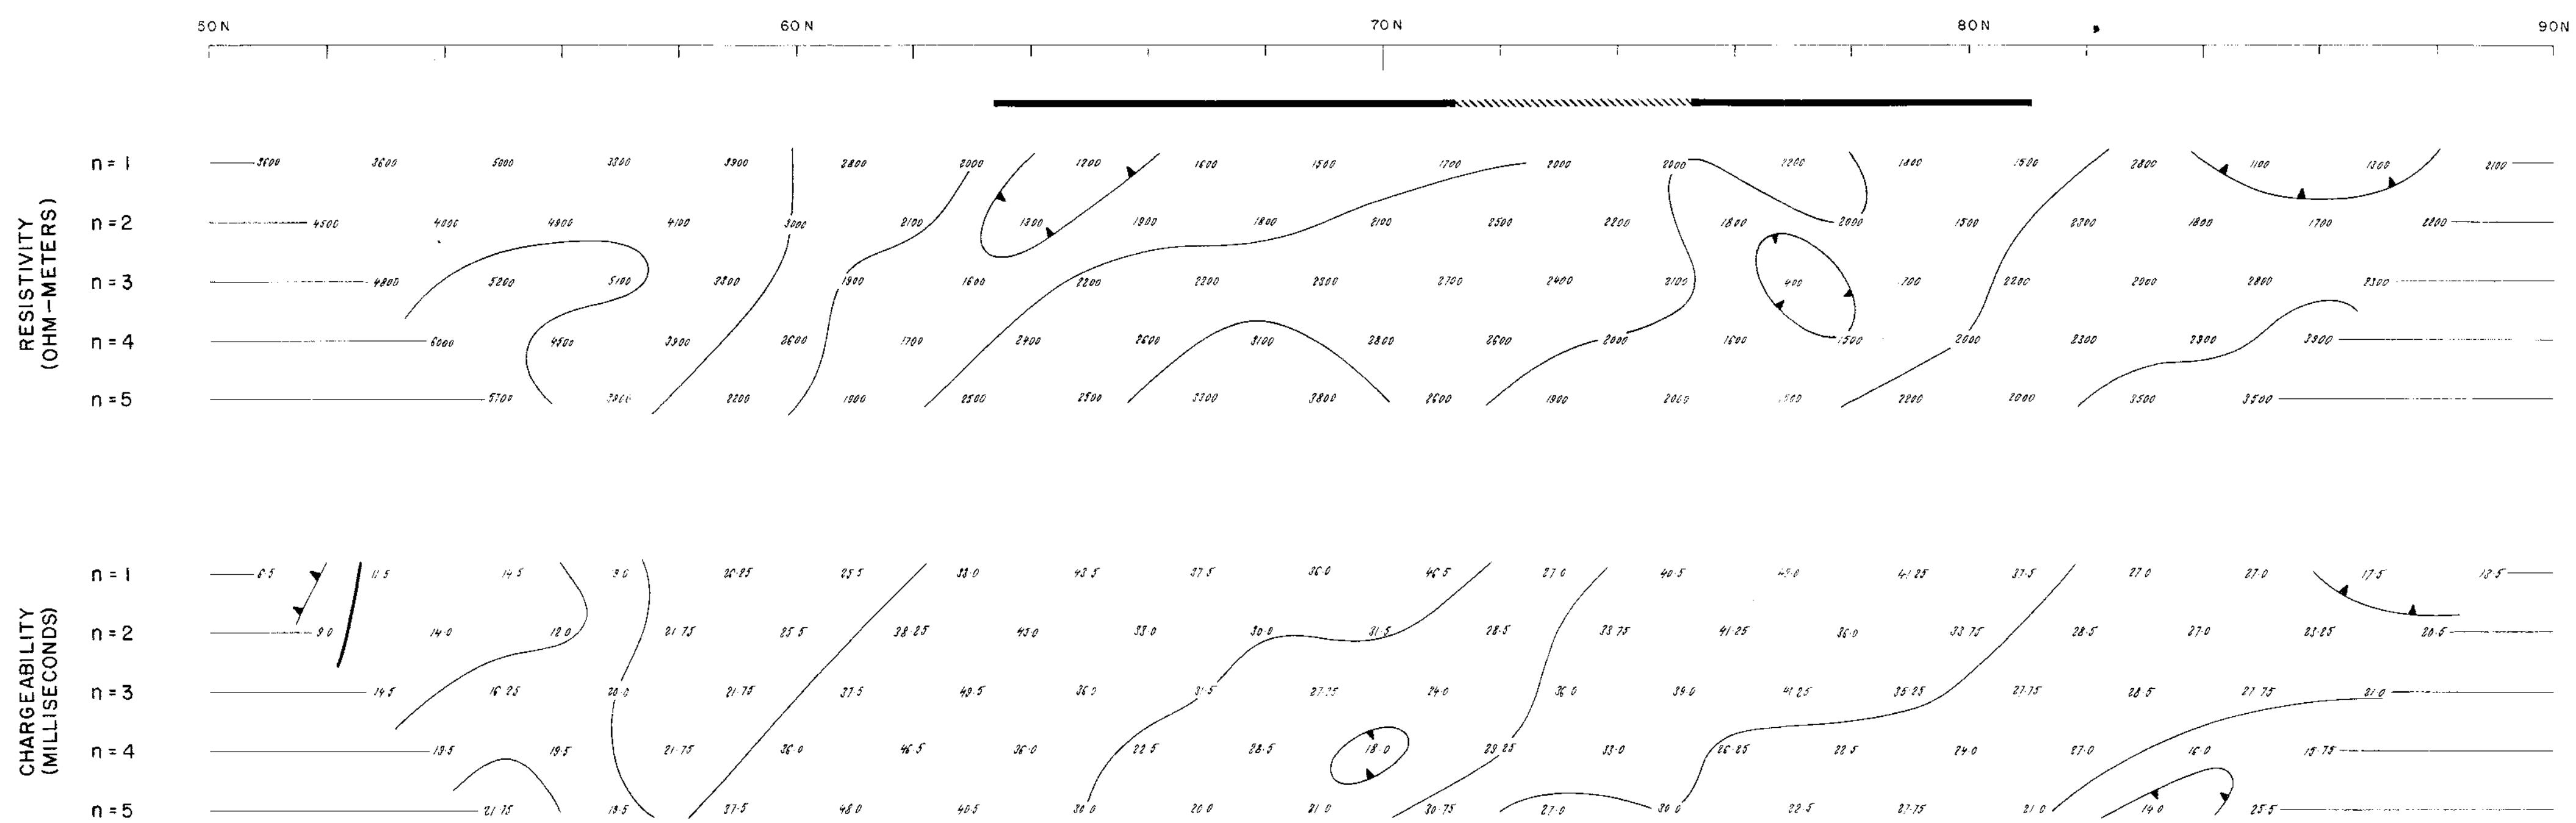 50N 60N 70N 80N 90N
RESISTIVITY
(OHM-METERS)
n = 1 3600 3600 5000 3300 3900 2800 2000 1200 1600 1500 1700 2000 2000 2200 1800 1500 2800 1100 1300 2100
n = 2 4500 4000 4900 4100 3000 2100 1300 1900 1800 2100 2500 2200 1800 2000 1500 2300 1800 1700 2200
n = 3 4800 5200 5100 3300 1900 1600 2200 2200 2300 2700 2400 2100 400 700 2200 2000 2800 2300
n = 4 6000 4500 3900 2600 1700 2400 2600 3100 2800 2600 2000 1600 1500 2000 2300 2900 3900
n = 5 5700 2200 1900 2500 2500 3300 3800 2600 1900 2000 2200 2000 3500 3500
CHARGEABILITY
(MILLISECONDS)
n = 1 6.5 11.5 14.5 19.0 20.25 25.5 33.0 43.5 37.5 36.0 46.5 27.0 40.5 41.25 37.5 27.0 27.0 17.5 13.5
n = 2 9.0 14.0 12.0 21.75 25.5 38.25 45.0 33.0 30.0 31.5 28.5 33.75 41.25 36.0 33.75 28.5 27.0 23.25 20.5
n = 3 14.5 16.25 20.0 21.75 37.5 49.5 36.0 31.5 24.0 36.0 39.0 41.25 35.25 27.75 28.5 27.75 21.0
n = 4 19.5 19.5 21.75 36.0 46.5 36.0 22.5 28.5 18.0 29.25 33.0 26.25 22.5 24.0 27.0 16.0 15.75
n = 5 21.75 19.5 37.5 48.0 40.5 30.0 20.0 21.0 30.75 27.0 30.0 22.5 27.75 21.0 14.0 25.5